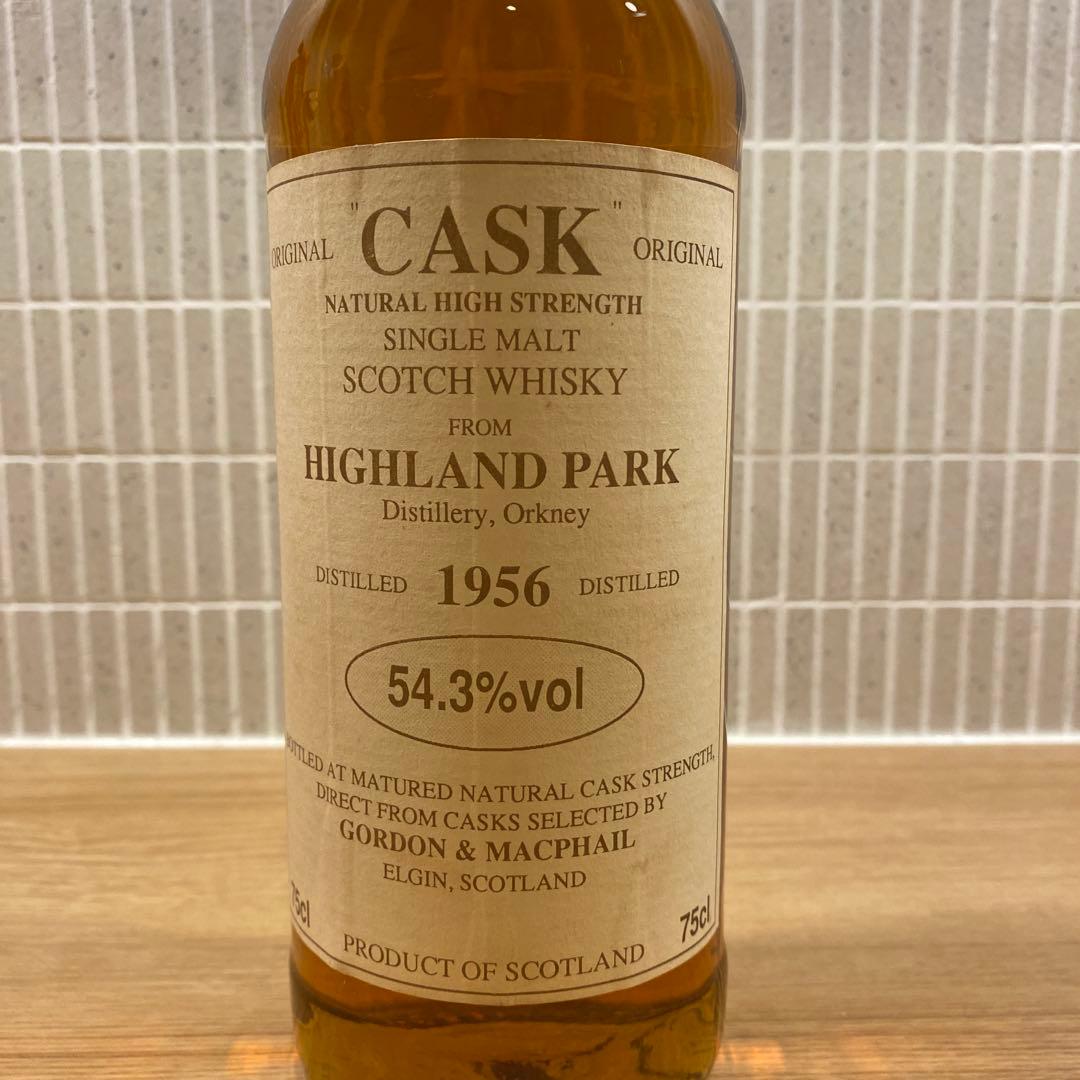 "CASK"
ORIGINAL ORIGINAL
NATURAL HIGH STRENGTH
SINGLE MALT
SCOTCH WHISKY
FROM
HIGHLAND PARK
Distillery, Orkney
DISTILLED 1956 DISTILLED
54.3%vol
BOTTLED AT MATURED NATURAL CASK STRENGTH,
DIRECT FROM CASKS SELECTED BY
GORDON & MACPHAIL
ELGIN, SCOTLAND
75cl 75cl
PRODUCT OF SCOTLAND